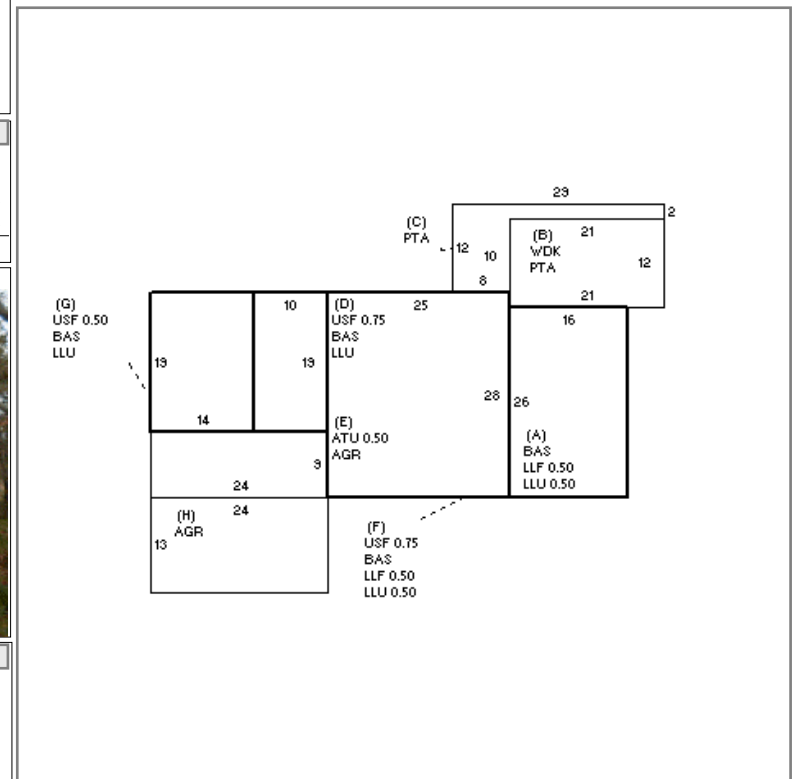 29
2
(C)
PTA
12
10
8
(B)
WDK
PTA
21
12
21
(G)
USF 0.50
BAS
LLU
10
(D)
USF 0.75
BAS
LLU
25
16
19
19
28
26
14
(E)
ATU 0.50
AGR
(A)
BAS
LLF 0.50
LLU 0.50
9
24
24
(H)
AGR
13
(F)
USF 0.75
BAS
LLF 0.50
LLU 0.50